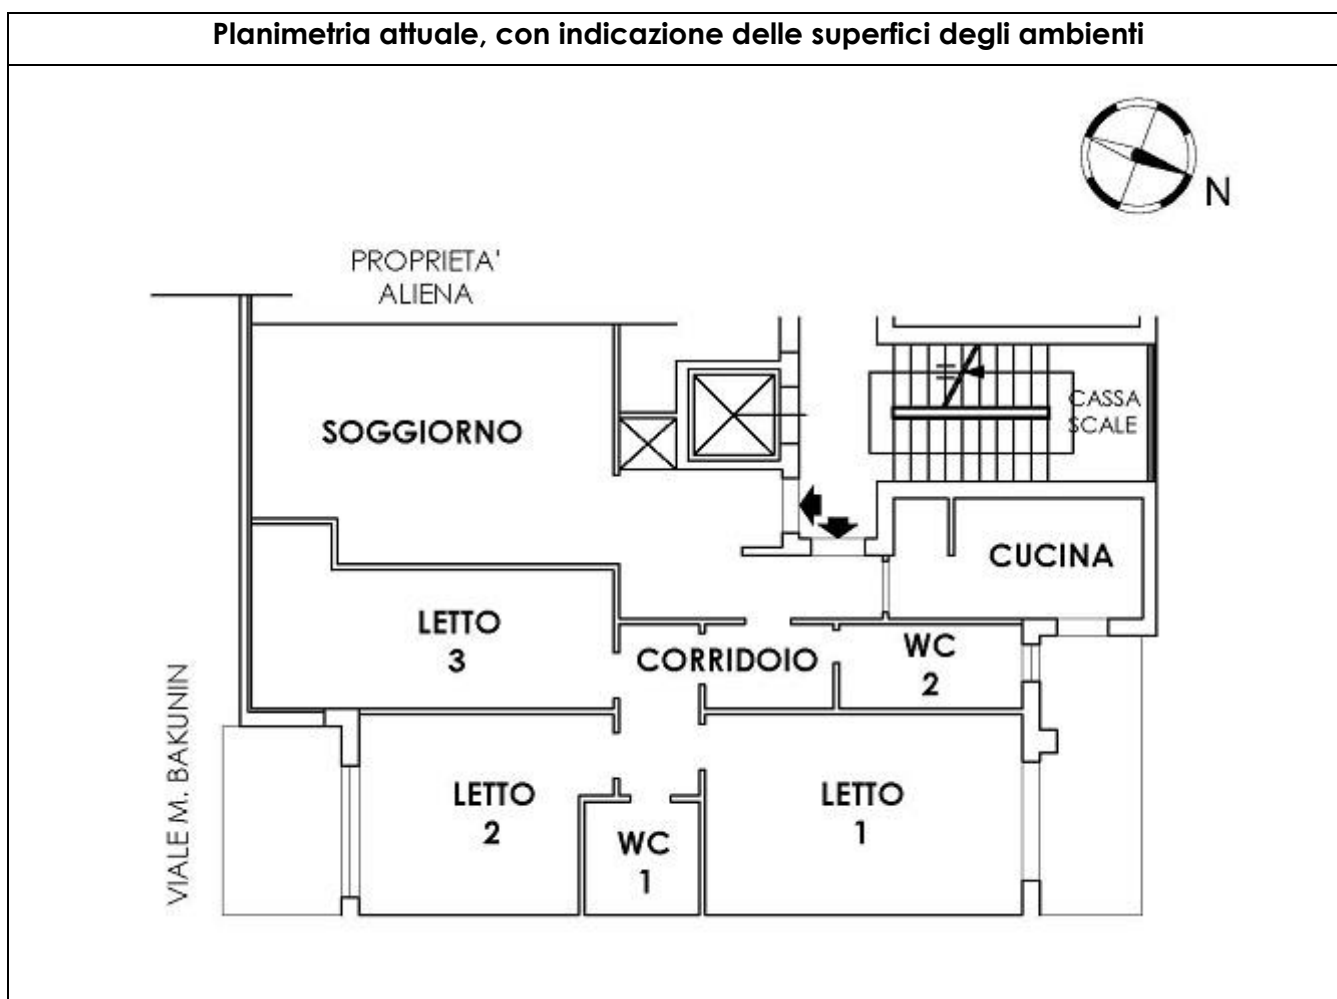 Planimetria attuale, con indicazione delle superfici degli ambienti
N
PROPRIETA'
ALIENA
CASSA
SCALE
SOGGIORNO
CUCINA
LETTO
3
CORRIDOIO
WC
2
VIALE M. BAKUNIN
LETTO
2
WC
1
LETTO
1